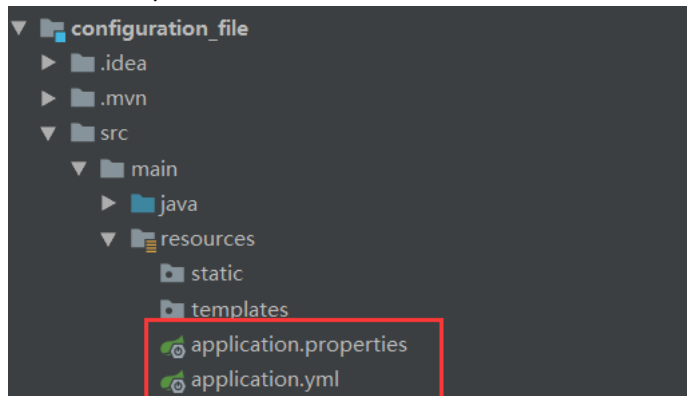 configuration_file
.idea
.mvn
src
main
java
resources
static
templates
application.properties
application.yml